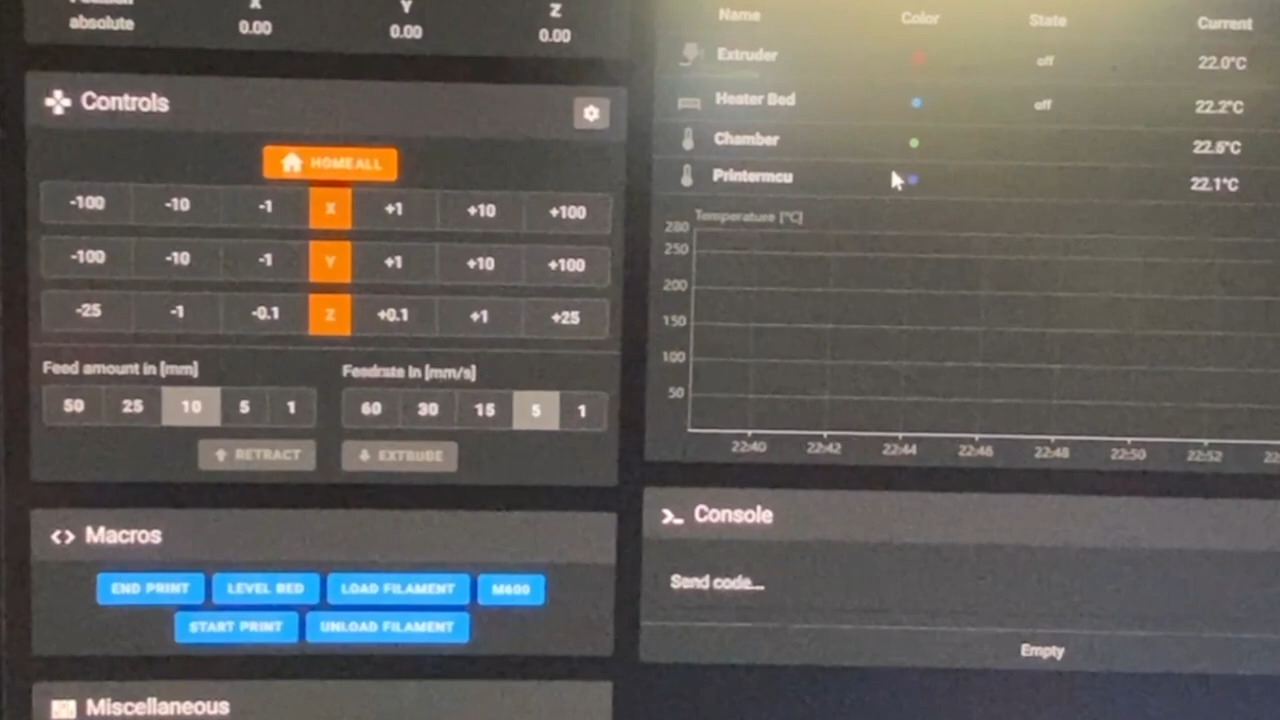 absolute
X Y Z
0.00 0.00 0.00
Controls
HOME ALL
-100 -10 -1 X +1 +10 +100
-100 -10 -1 Y +1 +10 +100
-25 -1 -0.1 Z +0.1 +1 +25
Feed amount in [mm]
50 25 10 5 1
Feedrate in [mm/s]
60 30 15 5 1
RETRACT
EXTRUDE
Macros
END PRINT LEVEL BED LOAD FILAMENT M600
START PRINT UNLOAD FILAMENT
Miscellaneous
Name Color State Current
Extruder off 22.0°C
Heater Bed off 22.2°C
Chamber 22.5°C
Printermcu 22.1°C
Temperature [°C]
280
250
200
150
100
50
22:40 22:42 22:44 22:46 22:48 22:50 22:52
Console
Send code...
Empty